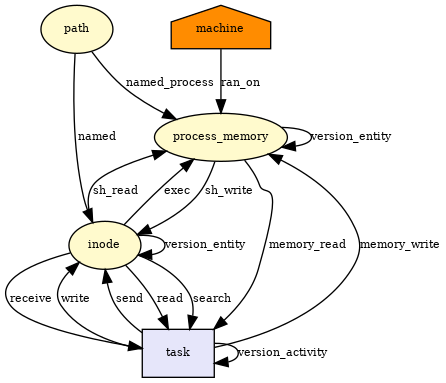 path
machine
named_process
ran_on
named
process_memory
version_entity
sh_read
exec
sh_write
inode
version_entity
memory_read
memory_write
receive
write
send
read
search
task
version_activity